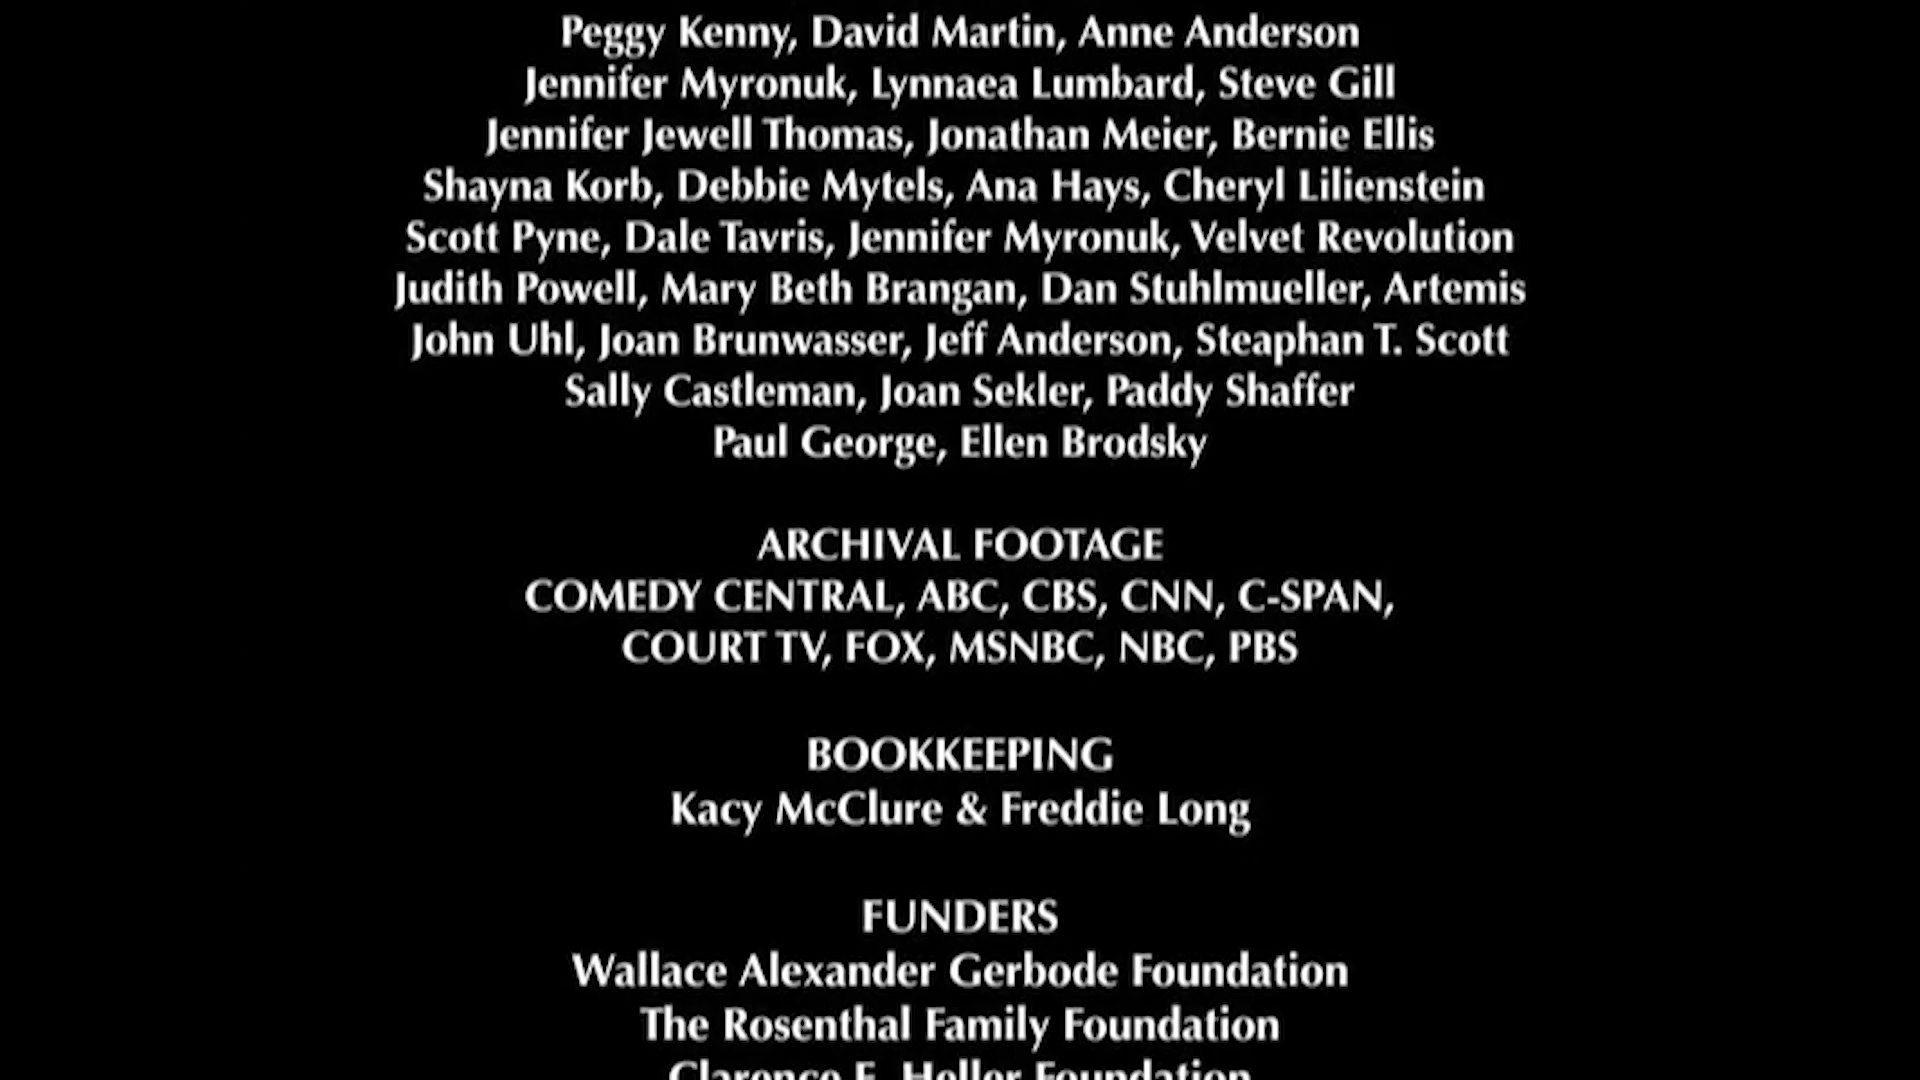 Peggy Kenny, David Martin, Anne Anderson
Jennifer Myronuk, Lynnaea Lumbard, Steve Gill
Jennifer Jewell Thomas, Jonathan Meier, Bernie Ellis
Shayna Korb, Debbie Mytels, Ana Hays, Cheryl Lilienstein
Scott Pyne, Dale Tavris, Jennifer Myronuk, Velvet Revolution
Judith Powell, Mary Beth Brangan, Dan Stuhlmueller, Artemis
John Uhl, Joan Brunwasser, Jeff Anderson, Steaphan T. Scott
Sally Castleman, Joan Sekler, Paddy Shaffer
Paul George, Ellen Brodsky
ARCHIVAL FOOTAGE
COMEDY CENTRAL, ABC, CBS, CNN, C-SPAN,
COURT TV, FOX, MSNBC, NBC, PBS
BOOKKEEPING
Kacy McClure & Freddie Long
FUNDERS
Wallace Alexander Gerbode Foundation
The Rosenthal Family Foundation
Clarence E. Heller Foundation